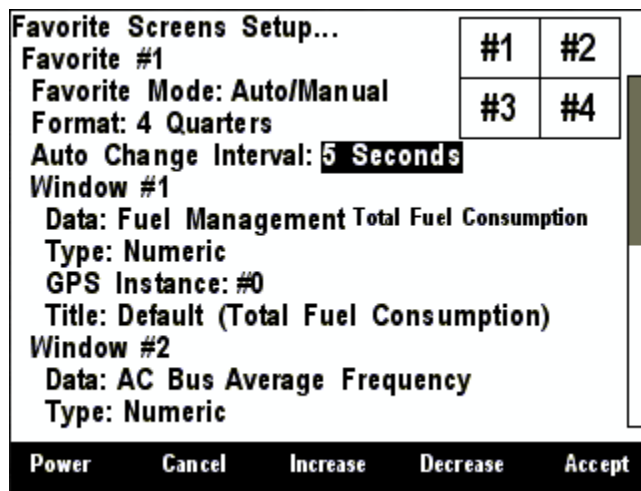 Favorite Screens Setup...
#1 #2
Favorite #1
Favorite Mode: Auto/Manual
#3 #4
Format: 4 Quarters
Auto Change Interval: 5 Seconds
Window #1
Data: Fuel Management Total Fuel Consumption
Type: Numeric
GPS Instance: #0
Title: Default (Total Fuel Consumption)
Window #2
Data: AC Bus Average Frequency
Type: Numeric
Power Cancel Increase Decrease Accept